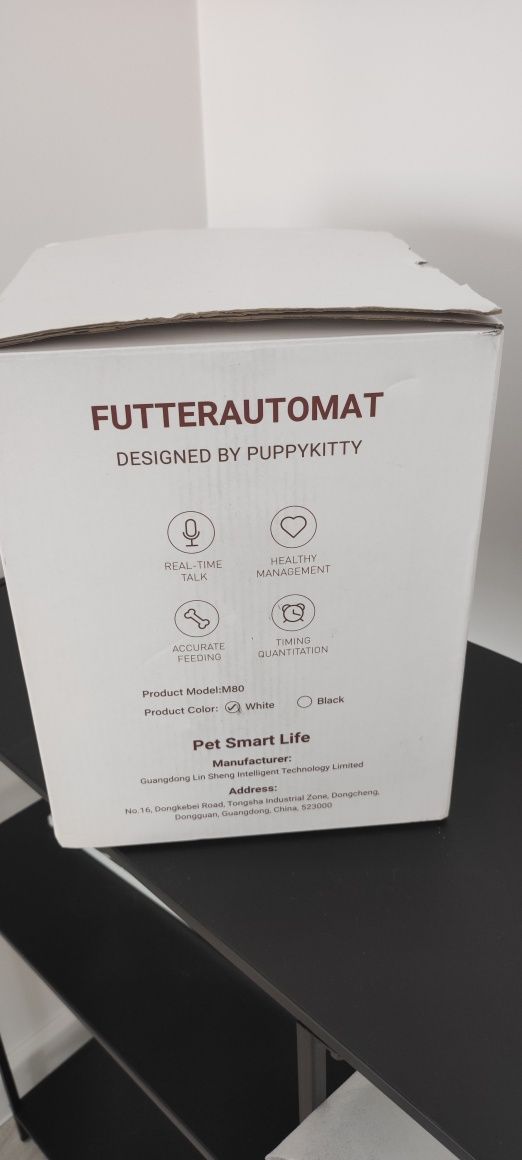 FUTTERAUTOMAT
DESIGNED BY PUPPYKITTY
REAL-TIME
TALK
HEALTHY
MANAGEMENT
ACCURATE
FEEDING
TIMING
QUANTITATION
Product Model:M80
Product Color: White Black
Pet Smart Life
Manufacturer:
Guangdong Lin Sheng Intelligent Technology Limited
Address:
No.16, Dongkebei Road, Tongsha Industrial Zone, Dongcheng,
Dongguan, Guangdong, China, 523000